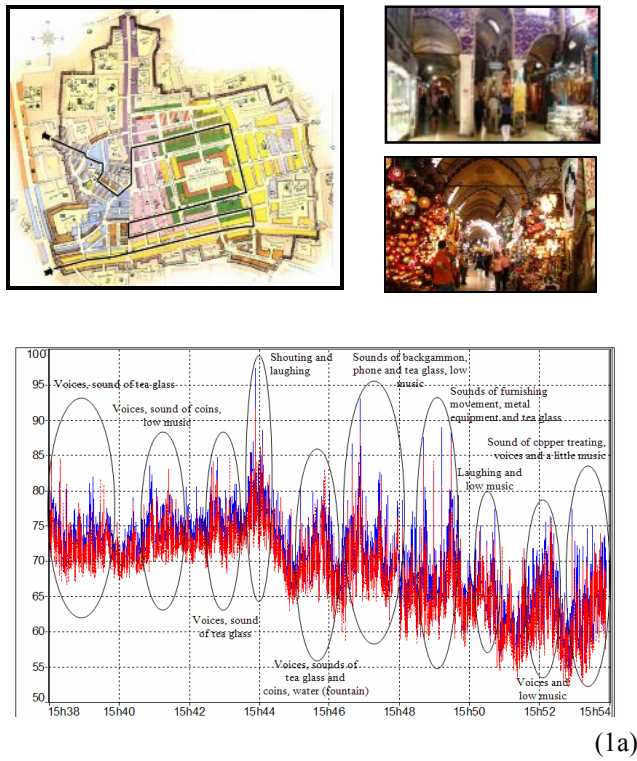 100
95
90
85
80
75
70
65
60
55
50
Voices, sound of tea glass
Voices, sound of coins,
low music
Shouting and
laughing
Sounds of backgammon,
phone and tea glass, low
music
Sounds of furnishing
movement, metal
equipment and tea glass
Sound of copper treating,
voices and a little music
Laughing and
low music
Voices, sound
of tea glass
Voices, sounds of
tea glass and
coins, water (fountain)
Voices and
low music
15h38 15h40 15h42 15h44 15h46 15h48 15h50 15h52 15h54
(1a)